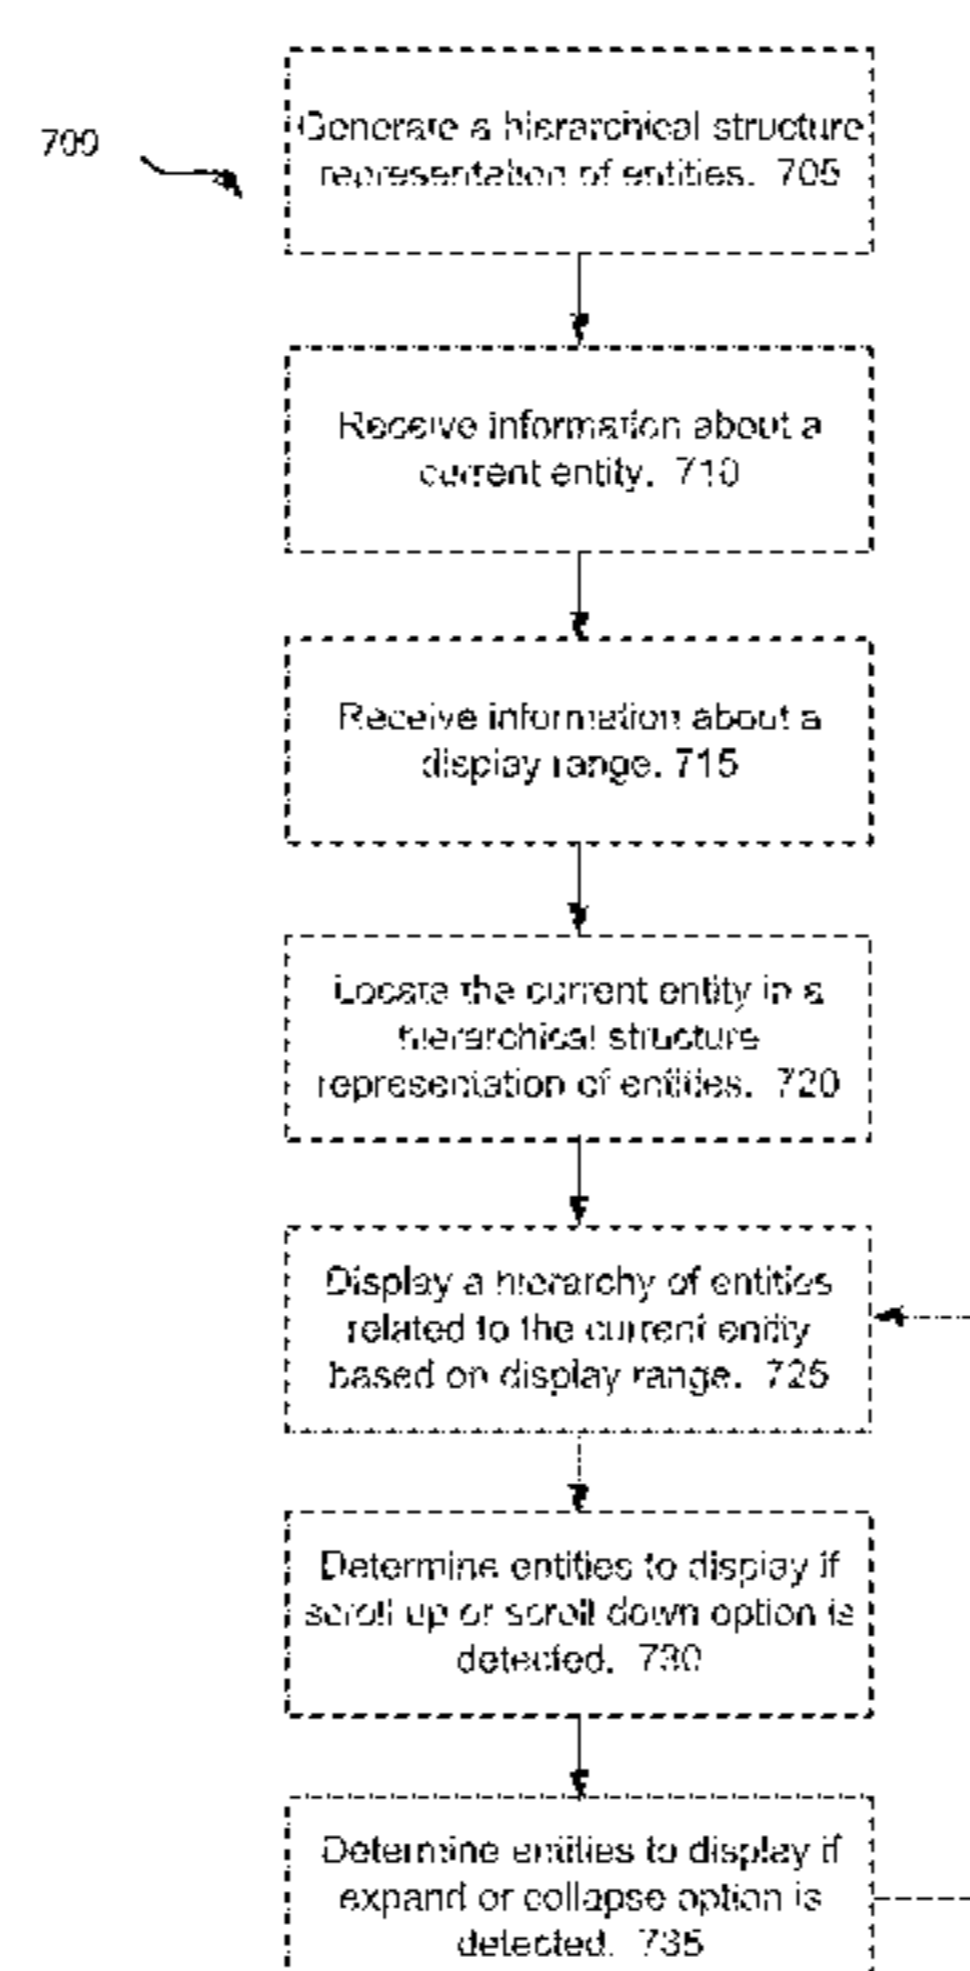 700
Generate a hierarchical structure
representation of entities. 705
Receive information about a
current entity. 710
Receive information about a
display range. 715
Locate the current entity in a
hierarchical structure
representation of entities. 720
Display a hierarchy of entities
related to the current entity
based on display range. 725
Determine entities to display if
scroll up or scroll down option is
detected. 730
Determine entities to display if
expand or collapse option is
detected. 735